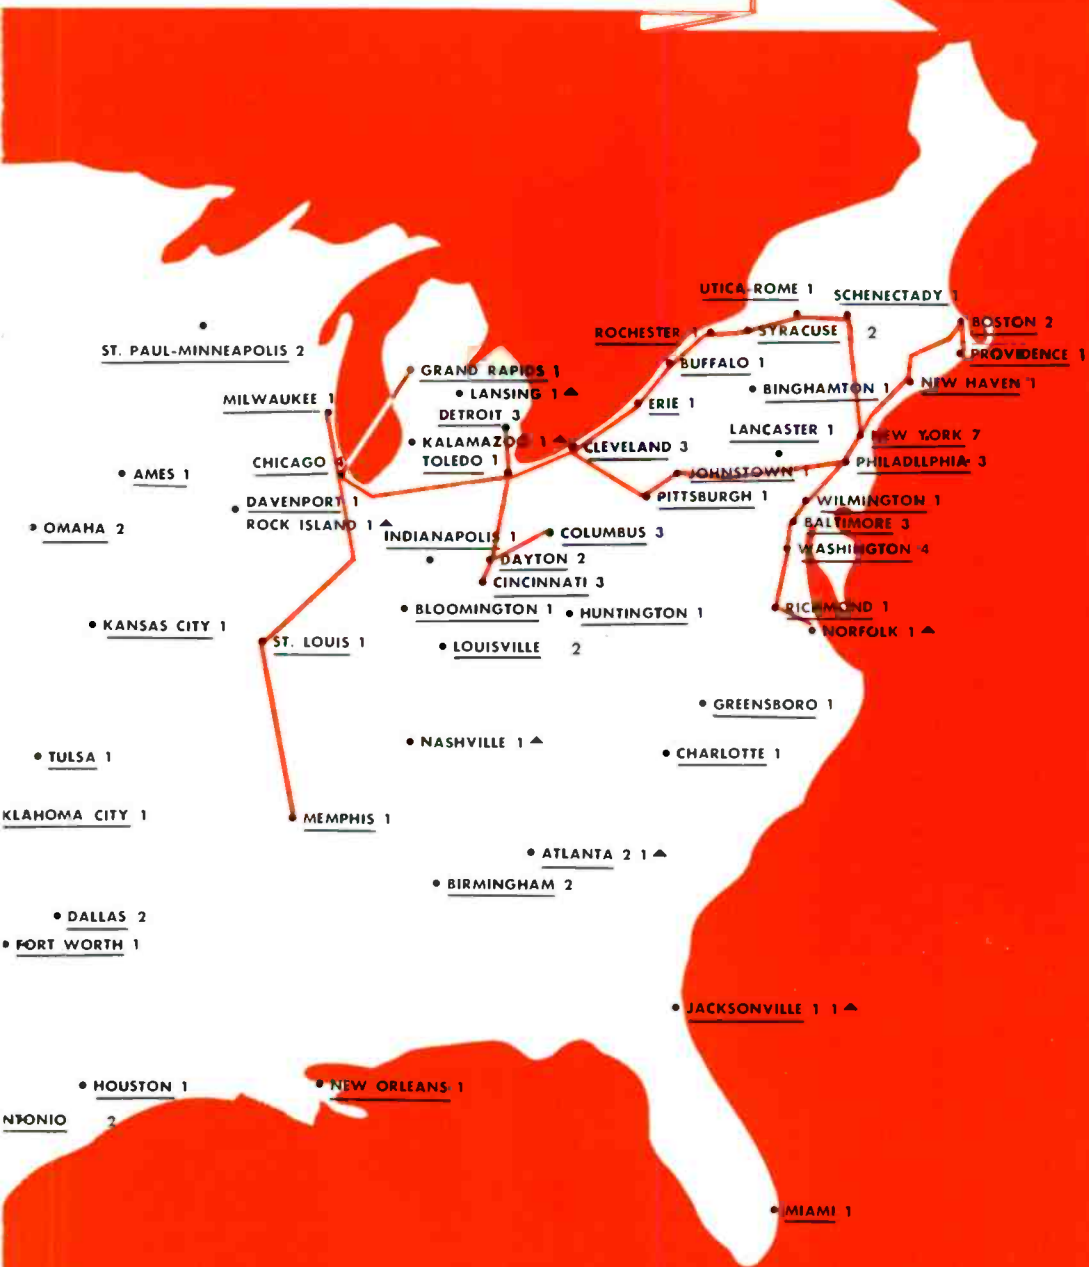 UTICA-ROME 1
SCHENECTADY 1
BOSTON 2
ROCHESTER 1
SYRACUSE 2
ST. PAUL-MINNEAPOLIS 2
PROVIDENCE 1
BUFFALO 1
GRAND RAPIDS 1
NEW HAVEN 1
BINGHAMTON 1
LANSING 1 ▲
MILWAUKEE 1
ERIE 1
DETROIT 3
LANCASTER 1
NEW YORK 7
KALAMAZOO 1 ▲
CLEVELAND 3
TOLEDO 1
CHICAGO
PHILADELPHIA 3
AMES 1
JOHNSTOWN 1
PITTSBURGH 1
DAVENPORT 1
WILMINGTON 1
ROCK ISLAND 1 ▲
BALTIMORE 3
OMAHA 2
INDIANAPOLIS 1
COLUMBUS 3
WASHINGTON 4
DAYTON 2
CINCINNATI 3
BLOOMINGTON 1
HUNTINGTON 1
RICHMOND 1
KANSAS CITY 1
NORFOLK 1 ▲
ST. LOUIS 1
LOUISVILLE 2
GREENSBORO 1
NASHVILLE 1 ▲
CHARLOTTE 1
TULSA 1
KLAHOMA CITY 1
MEMPHIS 1
ATLANTA 2 1 ▲
BIRMINGHAM 2
DALLAS 2
FORT WORTH 1
JACKSONVILLE 1 1 ▲
HOUSTON 1
NEW ORLEANS 1
NTONIO 2
MIAMI 1